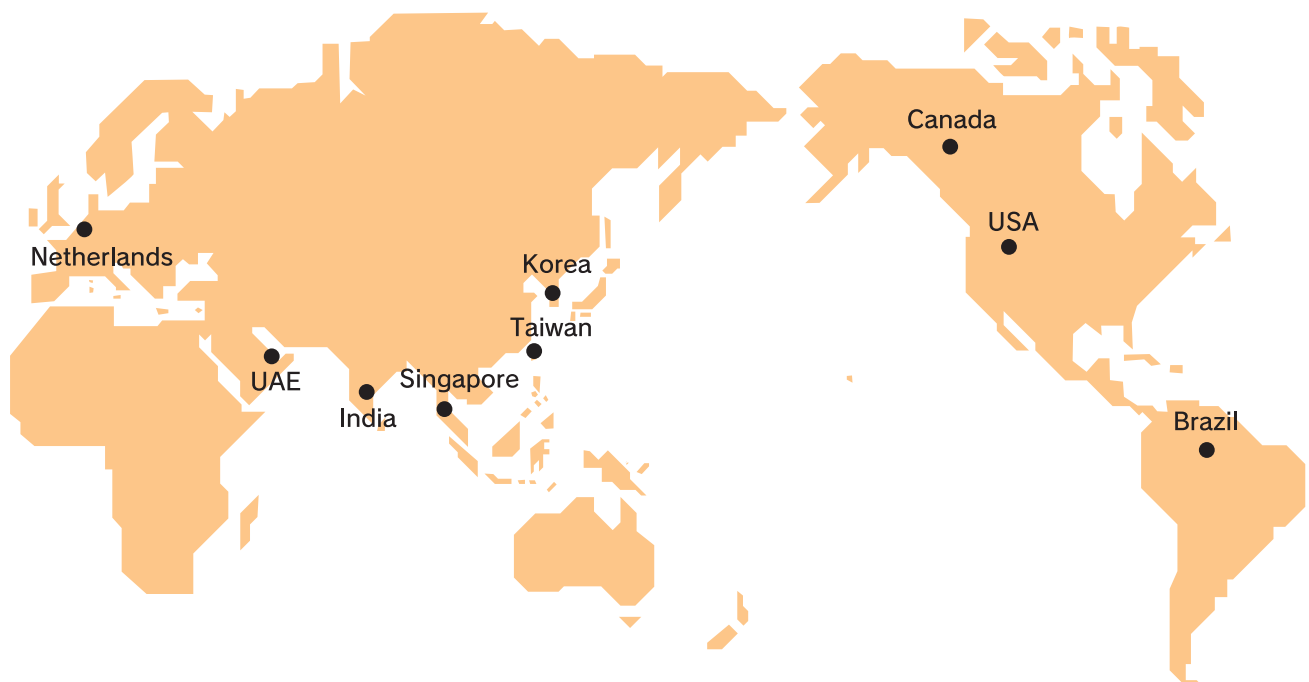 Canada
USA
Netherlands
Korea
Taiwan
UAE
Singapore
India
Brazil